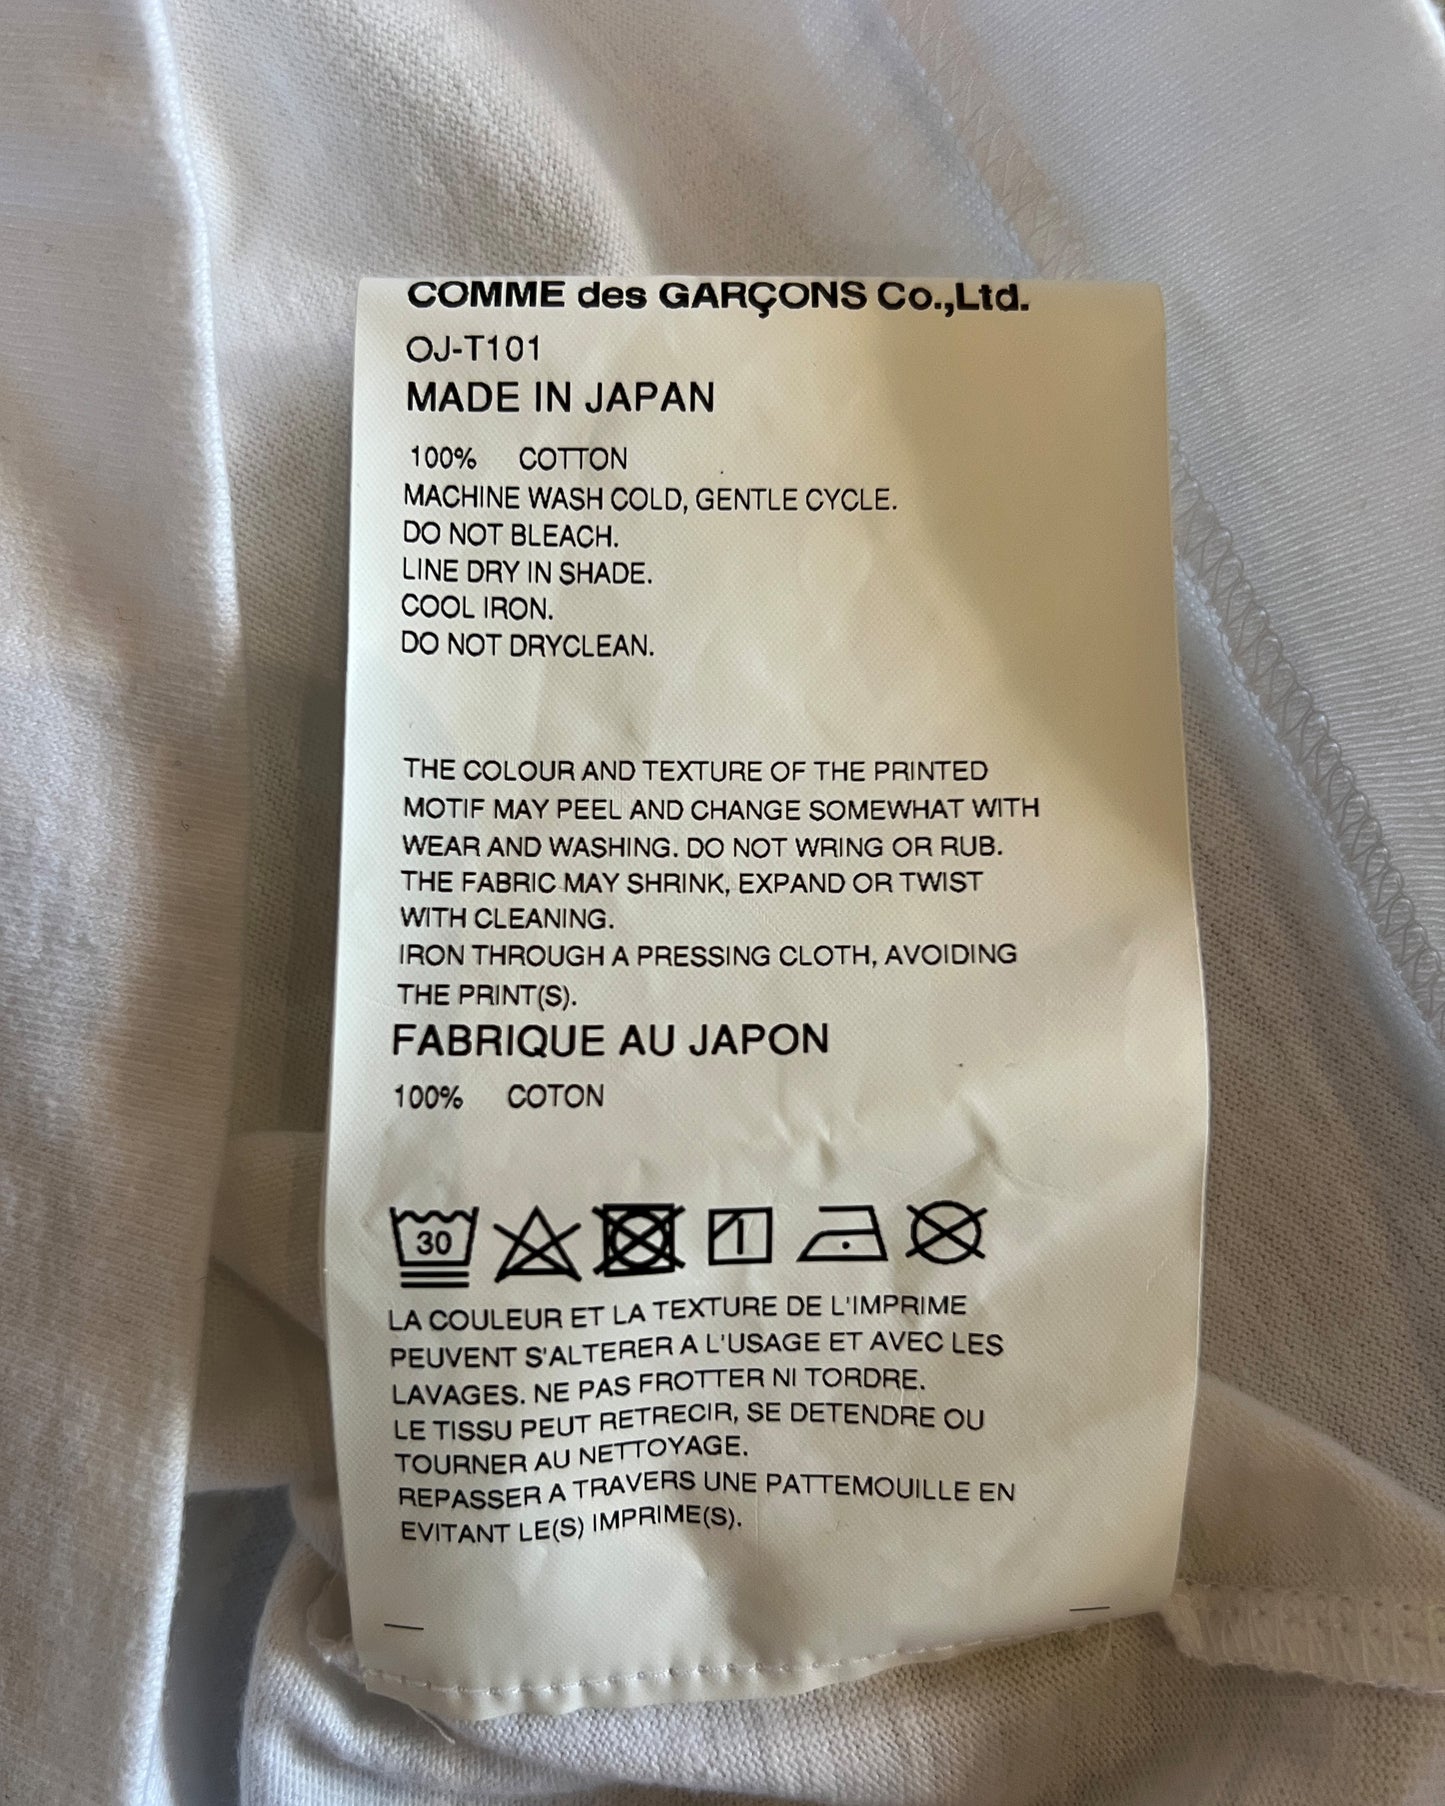 COMME des GARÇONS Co.,Ltd.
OJ-T101
MADE IN JAPAN
100% COTTON
MACHINE WASH COLD, GENTLE CYCLE.
DO NOT BLEACH.
LINE DRY IN SHADE.
COOL IRON.
DO NOT DRYCLEAN.
THE COLOUR AND TEXTURE OF THE PRINTED
MOTIF MAY PEEL AND CHANGE SOMEWHAT WITH
WEAR AND WASHING. DO NOT WRING OR RUB.
THE FABRIC MAY SHRINK, EXPAND OR TWIST
WITH CLEANING.
IRON THROUGH A PRESSING CLOTH, AVOIDING
THE PRINT(S).
FABRIQUE AU JAPON
100% COTON
30
LA COULEUR ET LA TEXTURE DE L'IMPRIME
PEUVENT S'ALTERER A L'USAGE ET AVEC LES
LAVAGES. NE PAS FROTTER NI TORDRE.
LE TISSU PEUT RETRECIR, SE DETENDRE OU
TOURNER AU NETTOYAGE.
REPASSER A TRAVERS UNE PATTEMOUILLE EN
EVITANT LE(S) IMPRIME(S).